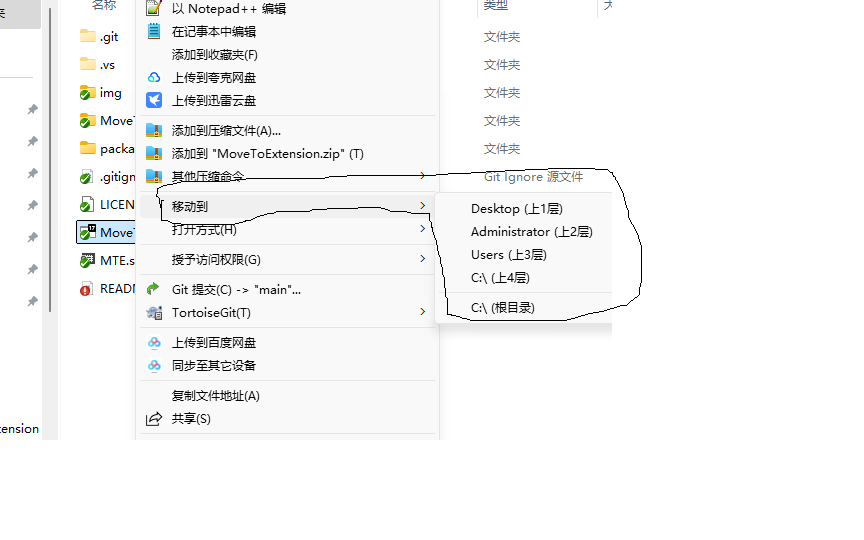 名称
类型
.git
.vs
img
MoveT
packa
.gitign
LICEN
MoveT
MTE.s
READM
tension
以 Notepad++ 编辑
在记事本中编辑
添加到收藏夹(F)
上传到夸克网盘
上传到迅雷云盘
添加到压缩文件(A)...
添加到 "MoveToExtension.zip" (T)
其他压缩命令
移动到
打开方式(H)
授予访问权限(G)
Git 提交(C) -> "main"...
TortoiseGit(T)
上传到百度网盘
同步至其它设备
复制文件地址(A)
共享(S)
文件夹
文件夹
文件夹
文件夹
文件夹
Git Ignore 源文件
Desktop (上1层)
Administrator (上2层)
Users (上3层)
C:\ (上4层)
C:\ (根目录)